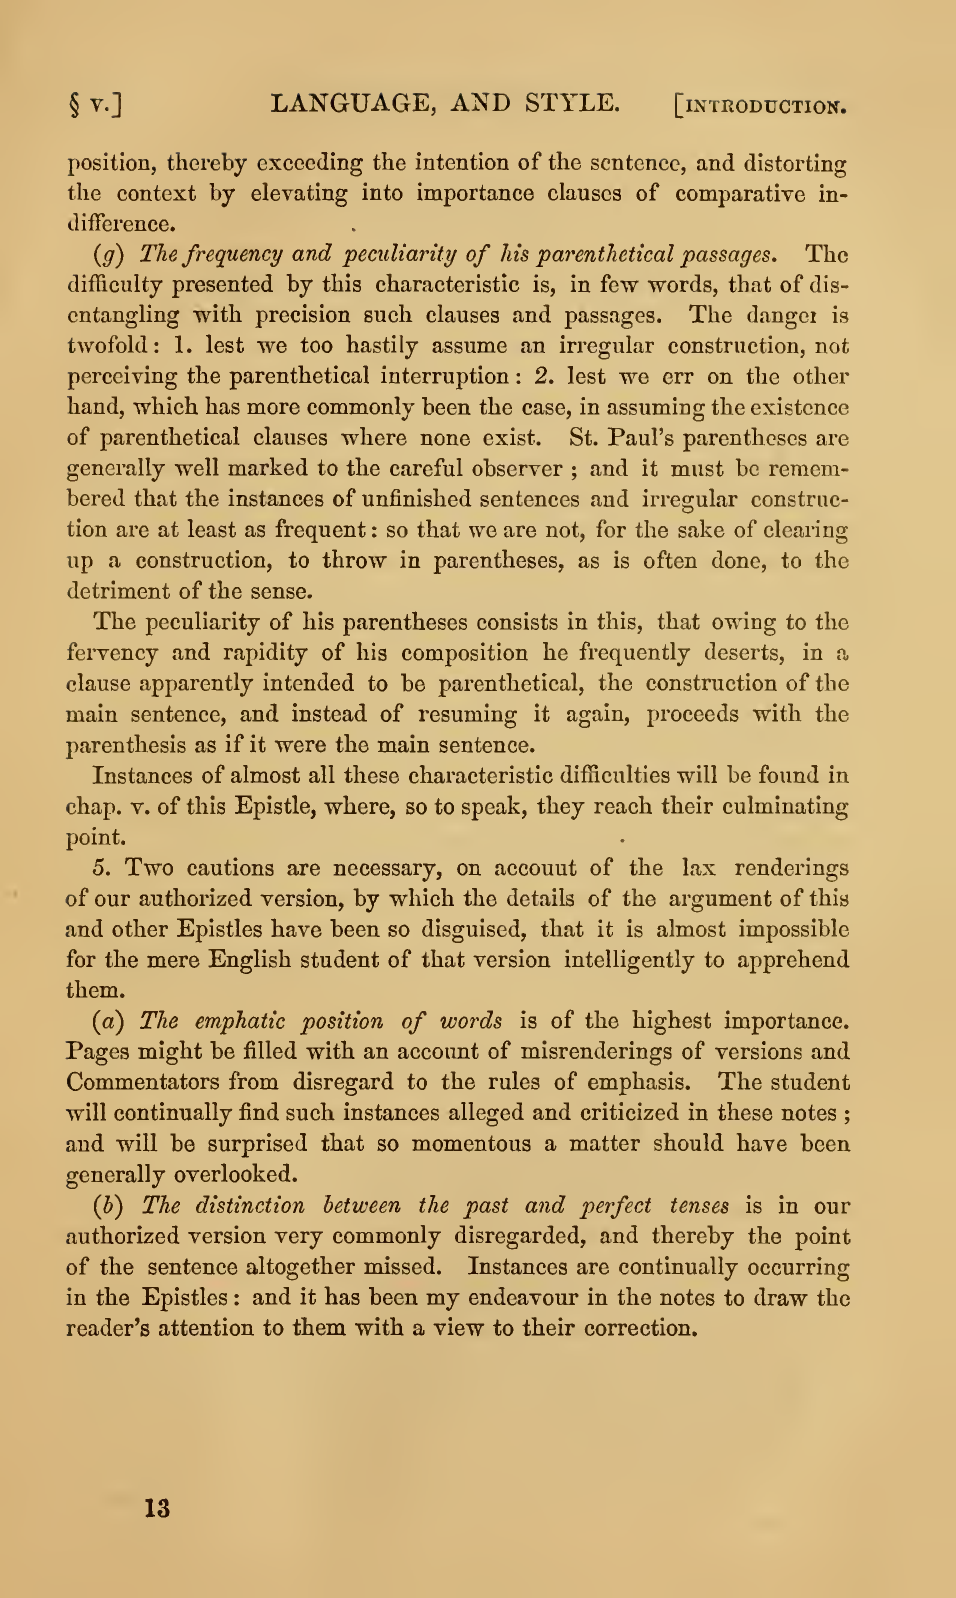 § v.] LANGUAGE, AND STYLE. [INTRODUCTION.
position, thereby exceeding the intention of the sentence, and distorting
the context by elevating into importance clauses of comparative in-
difference.
(g) The frequency and peculiarity of his parenthetical passages. The
difficulty presented by this characteristic is, in few words, that of dis-
entangling with precision such clauses and passages. The danger is
twofold: 1. lest we too hastily assume an irregular construction, not
perceiving the parenthetical interruption: 2. lest we err on the other
hand, which has more commonly been the case, in assuming the existence
of parenthetical clauses where none exist. St. Paul's parentheses are
generally well marked to the careful observer; and it must be remem-
bered that the instances of unfinished sentences and irregular construc-
tion are at least as frequent: so that we are not, for the sake of clearing
up a construction, to throw in parentheses, as is often done, to the
detriment of the sense.
The peculiarity of his parentheses consists in this, that owing to the
fervency and rapidity of his composition he frequently deserts, in a
clause apparently intended to be parenthetical, the construction of the
main sentence, and instead of resuming it again, proceeds with the
parenthesis as if it were the main sentence.
Instances of almost all these characteristic difficulties will be found in
chap. v. of this Epistle, where, so to speak, they reach their culminating
point.
5. Two cautions are necessary, on account of the lax renderings
of our authorized version, by which the details of the argument of this
and other Epistles have been so disguised, that it is almost impossible
for the mere English student of that version intelligently to apprehend
them.
(a) The emphatic position of words is of the highest importance.
Pages might be filled with an account of misrenderings of versions and
Commentators from disregard to the rules of emphasis. The student
will continually find such instances alleged and criticized in these notes;
and will be surprised that so momentous a matter should have been
generally overlooked.
(b) The distinction between the past and perfect tenses is in our
authorized version very commonly disregarded, and thereby the point
of the sentence altogether missed. Instances are continually occurring
in the Epistles: and it has been my endeavour in the notes to draw the
reader's attention to them with a view to their correction.
13